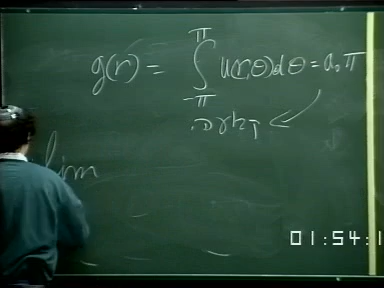 g(r) = ∫_{-π}^{π} u(r,θ)dθ = a₀π
lim
01:54:1